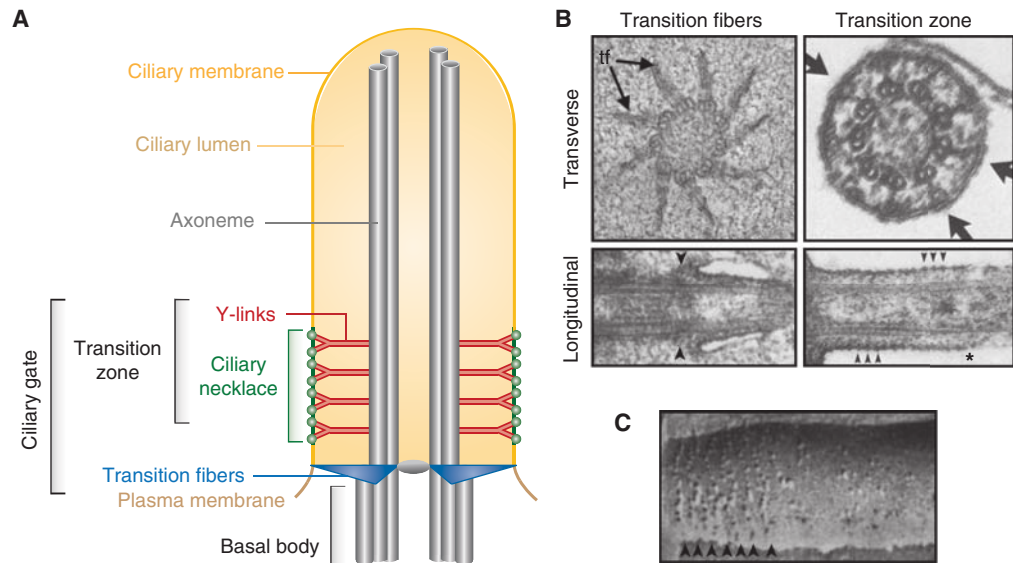 A
Ciliary membrane
Ciliary lumen
Axoneme
Y-links
Ciliary
necklace
Transition
zone
Ciliary gate
Transition fibers
Plasma membrane
Basal body
B
Transition fibers
Transition zone
Transverse
tf
Longitudinal
*
C